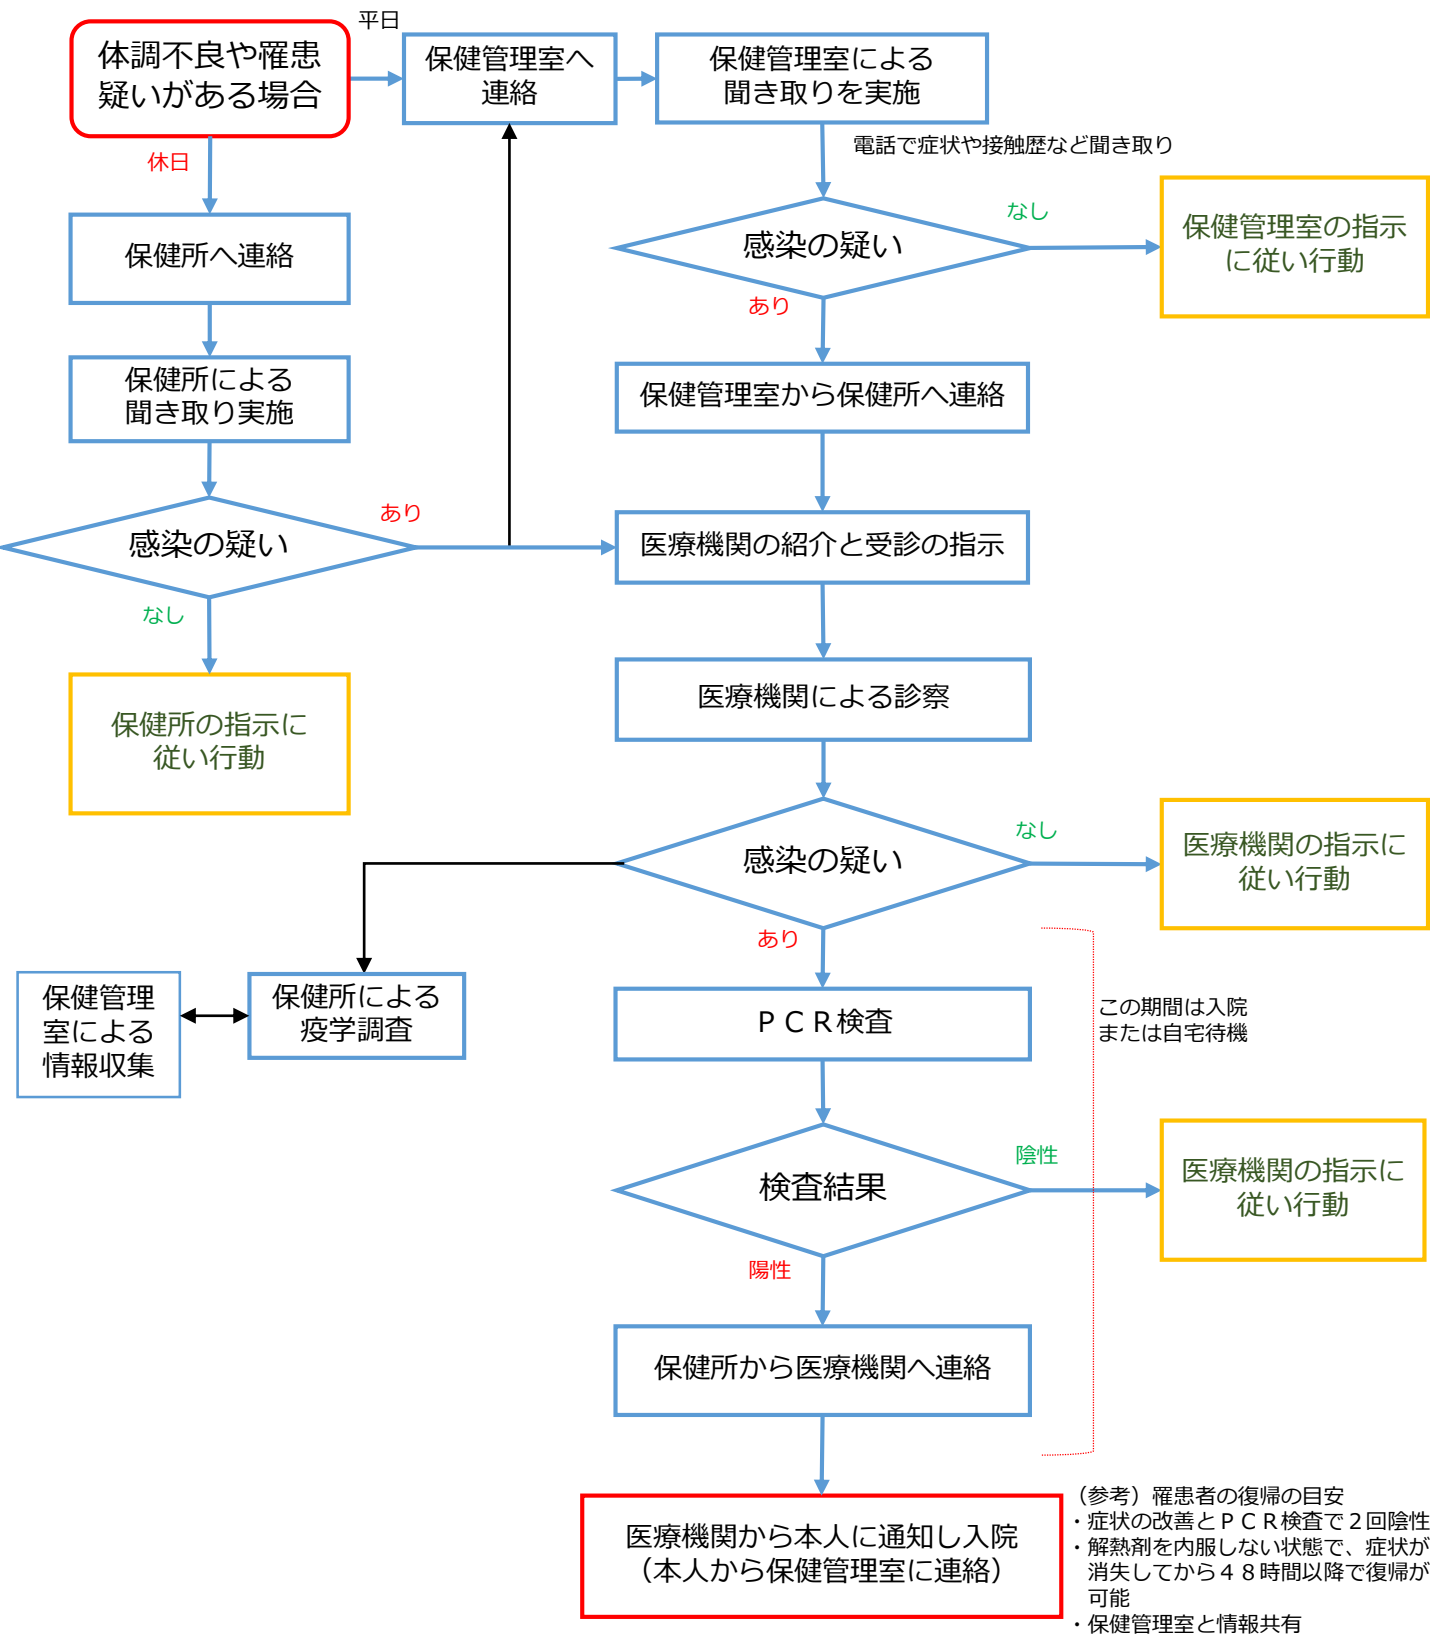 体調不良や罹患
疑いがある場合
平日
保健管理室へ
連絡
保健管理室による
聞き取りを実施
電話で症状や接触歴など聞き取り
休日
保健所へ連絡
保健所による
聞き取り実施
感染の疑い
あり
なし
保健所の指示に
従い行動
感染の疑い
なし
保健管理室の指示
に従い行動
あり
保健管理室から保健所へ連絡
医療機関の紹介と受診の指示
医療機関による診察
感染の疑い
なし
医療機関の指示に
従い行動
あり
保健管理
室による
情報収集
保健所による
疫学調査
ＰＣＲ検査
この期間は入院
または自宅待機
検査結果
陰性
医療機関の指示に
従い行動
陽性
保健所から医療機関へ連絡
医療機関から本人に通知し入院
（本人から保健管理室に連絡）
（参考）罹患者の復帰の目安
・症状の改善とＰＣＲ検査で２回陰性
・解熱剤を内服しない状態で、症状が
消失してから４８時間以降で復帰が
可能
・保健管理室と情報共有